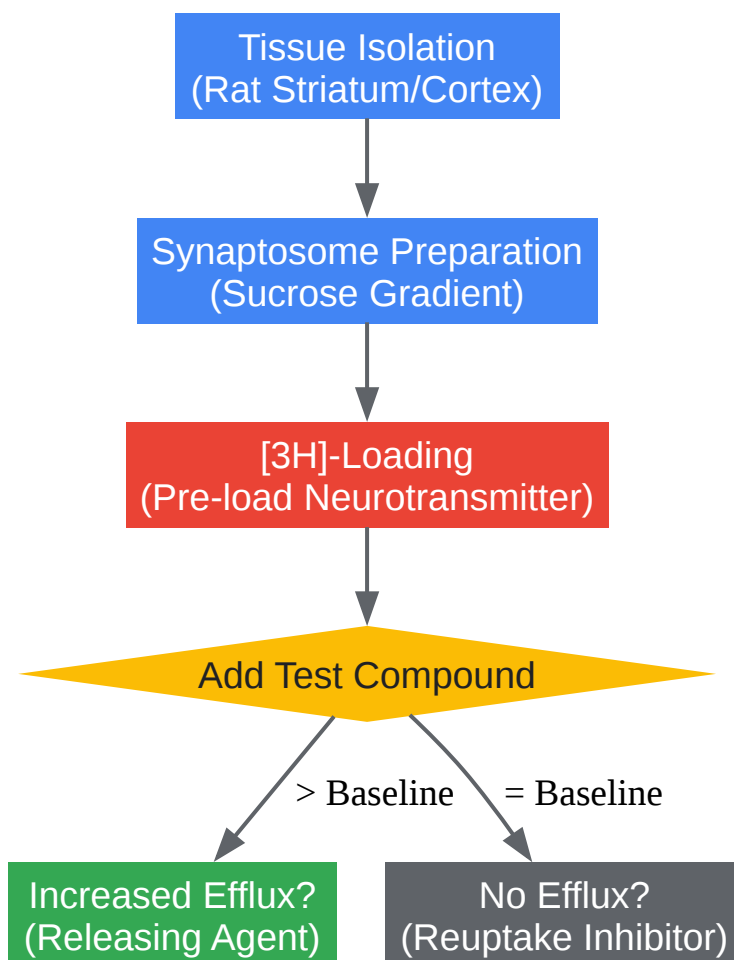 Tissue Isolation
(Rat Striatum/Cortex)
Synaptosome Preparation
(Sucrose Gradient)
[3H]-Loading
(Pre-load Neurotransmitter)
Add Test Compound
> Baseline
= Baseline
Increased Efflux?
(Releasing Agent)
No Efflux?
(Reuptake Inhibitor)